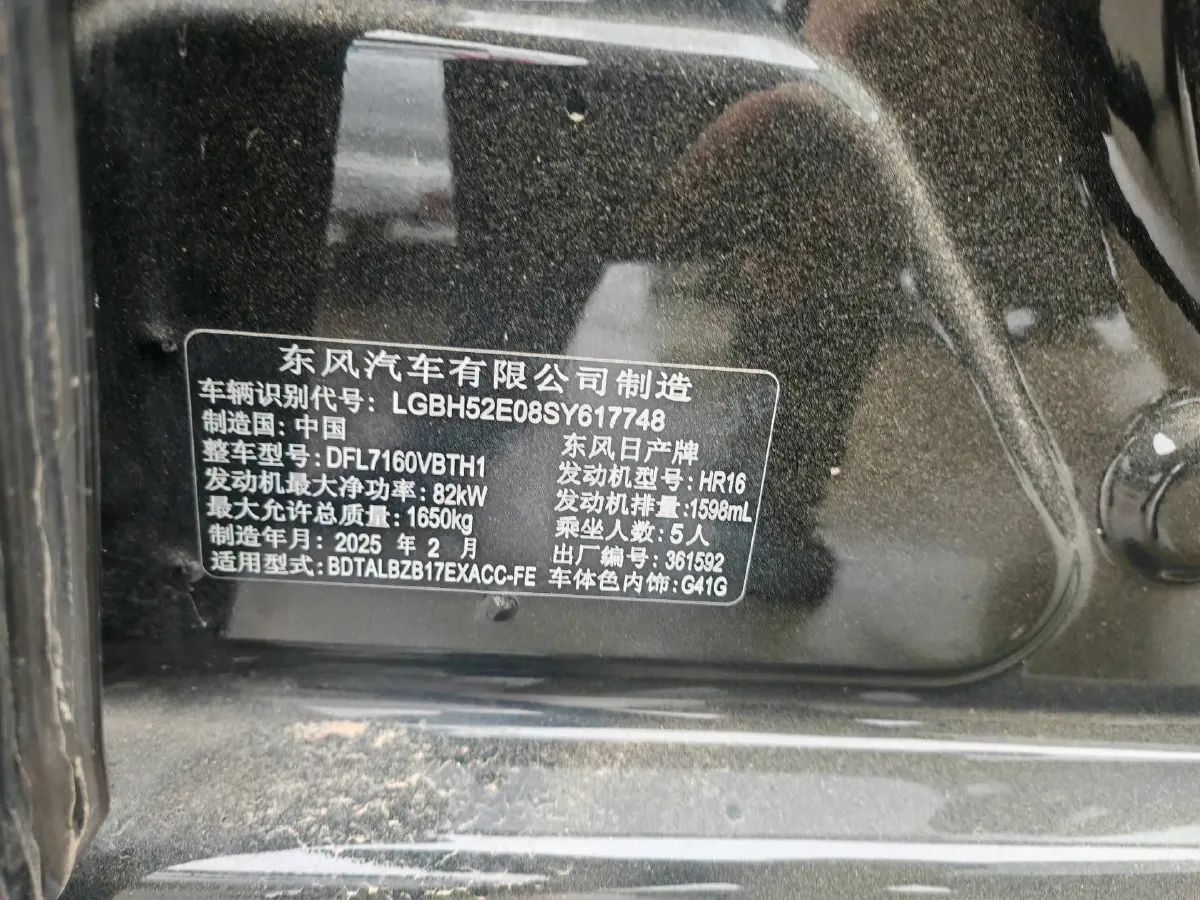 东风汽车有限公司制造
车辆识别代号: LGBH52E08SY617748
制造国: 中国 东风日产牌
整车型号: DFL7160VBTH1 发动机型号: HR16
发动机最大净功率: 82kW 发动机排量: 1598mL
最大允许总质量: 1650kg 乘坐人数: 5人
制造年月: 2025 年 2 月 出厂编号: 361592
适用型式: BDTALBZB17EXACC-FE 车体色内饰: G41G